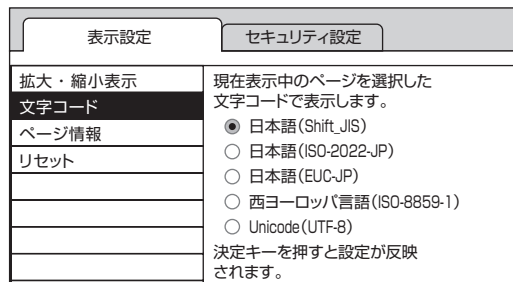 表示設定
セキュリティ設定
拡大・縮小表示
文字コード
ページ情報
リセット
現在表示中のページを選択した
文字コードで表示します。
日本語(Shift_JIS)
日本語(ISO-2022-JP)
日本語(EUC-JP)
西ヨーロッパ言語(ISO-8859-1)
Unicode(UTF-8)
決定キーを押すと設定が反映
されます。